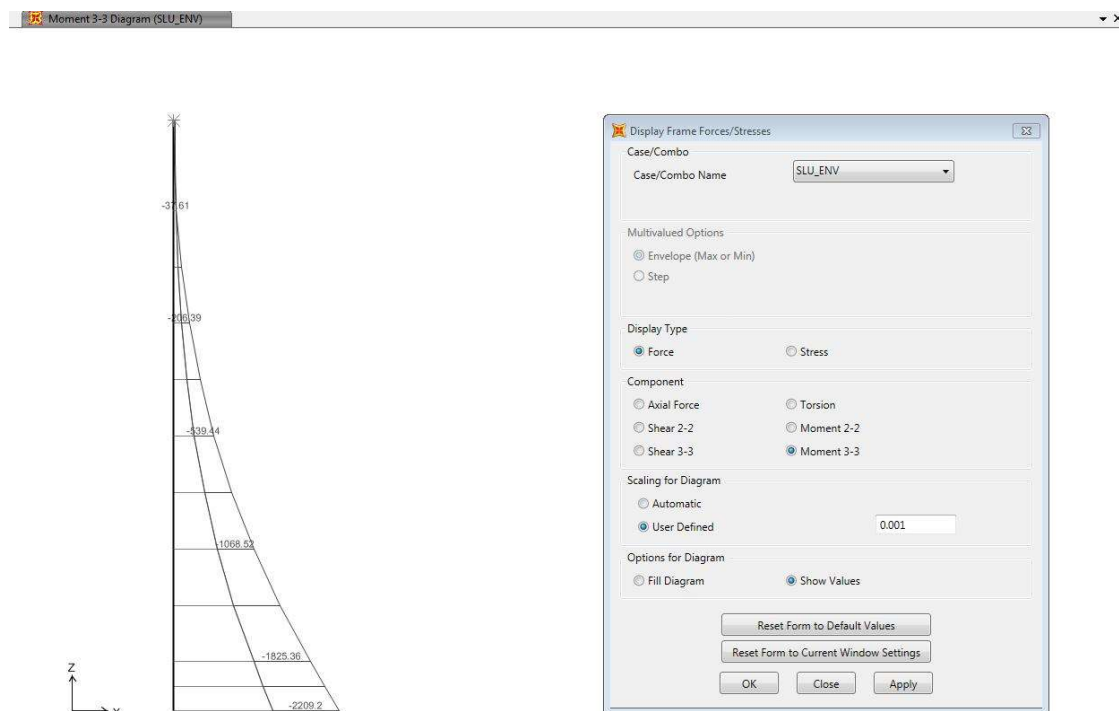 Moment 3-3 Diagram (SLU_ENV)
-37.61
-206.39
-539.44
-1068.52
-1825.36
-2209.2
Z
X
Display Frame Forces/Stresses
Case/Combo
Case/Combo Name
SLU_ENV
Multivalued Options
Envelope (Max or Min)
Step
Display Type
Force
Stress
Component
Axial Force
Torsion
Shear 2-2
Moment 2-2
Shear 3-3
Moment 3-3
Scaling for Diagram
Automatic
User Defined
0.001
Options for Diagram
Fill Diagram
Show Values
Reset Form to Default Values
Reset Form to Current Window Settings
OK
Close
Apply